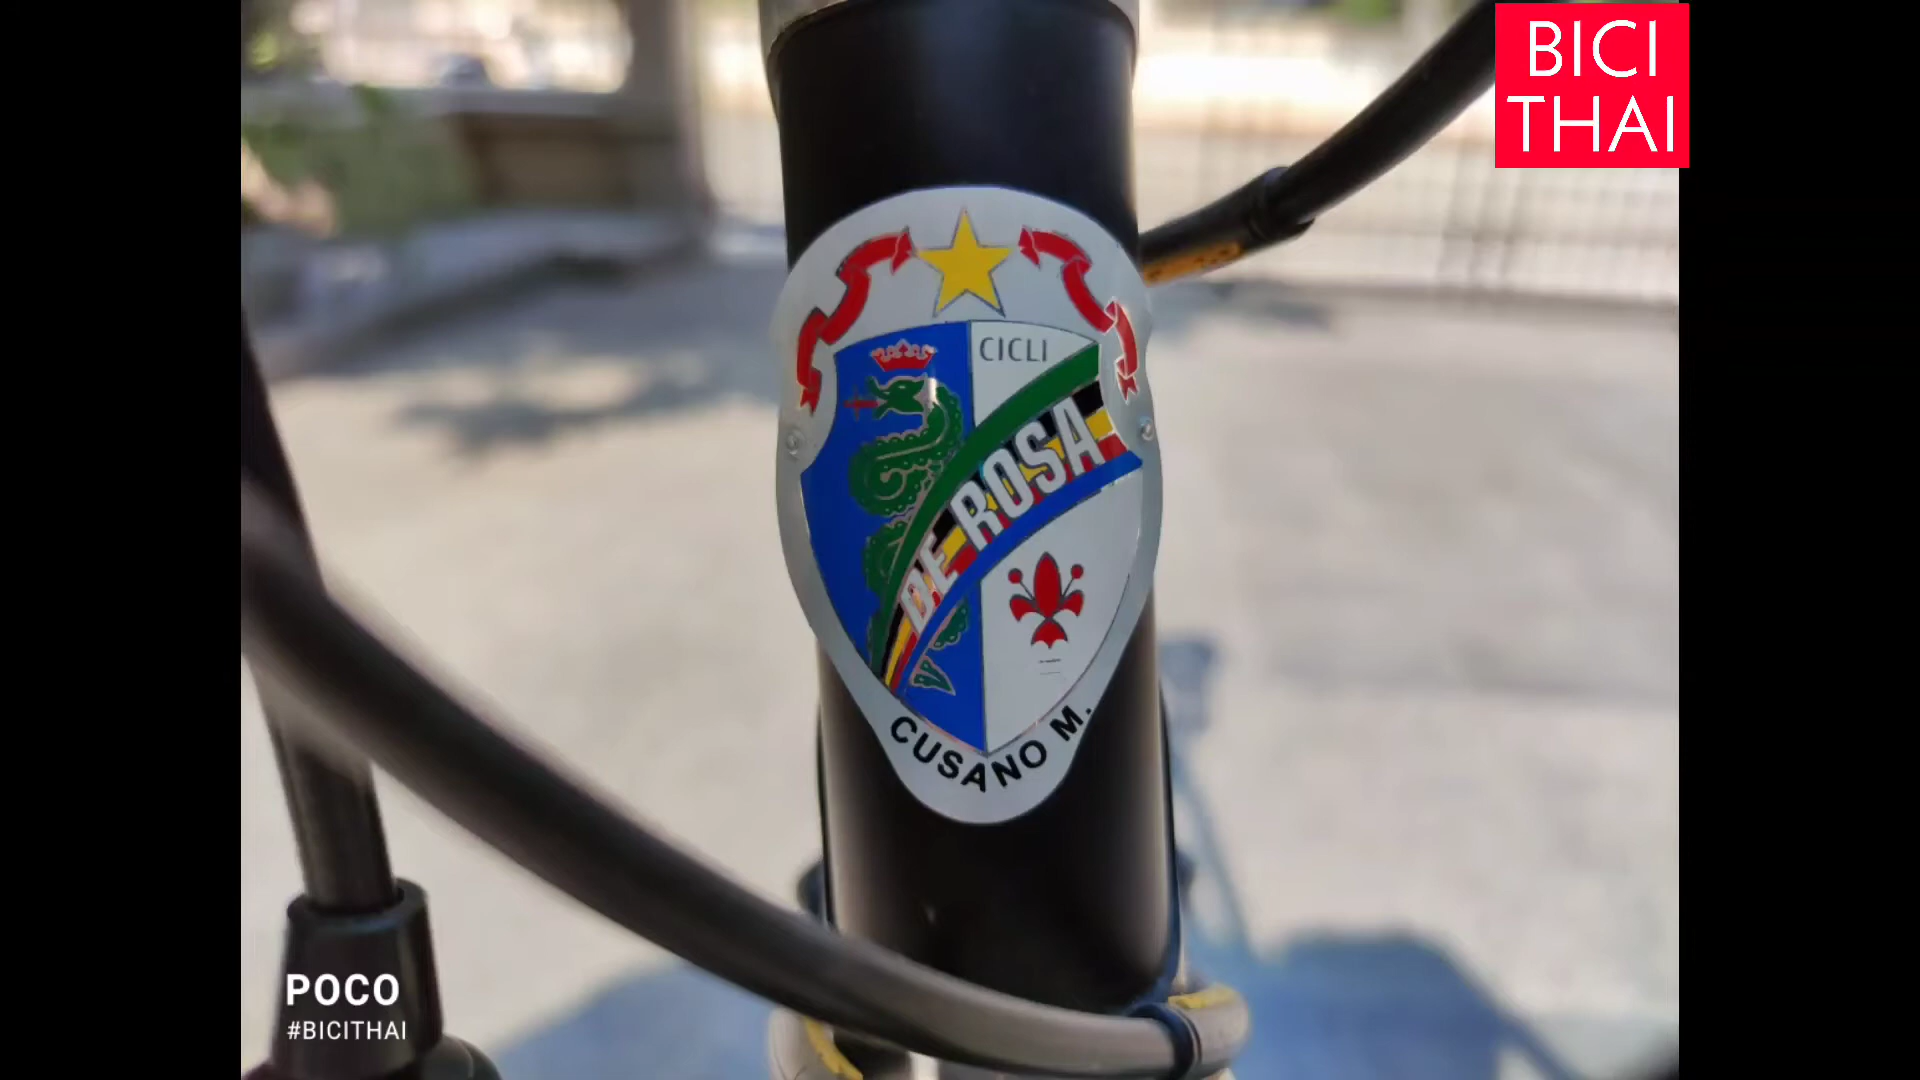 BICI
THAI
CICLI
DE ROSA
CUSANO M.
POCO
#BICITHAI